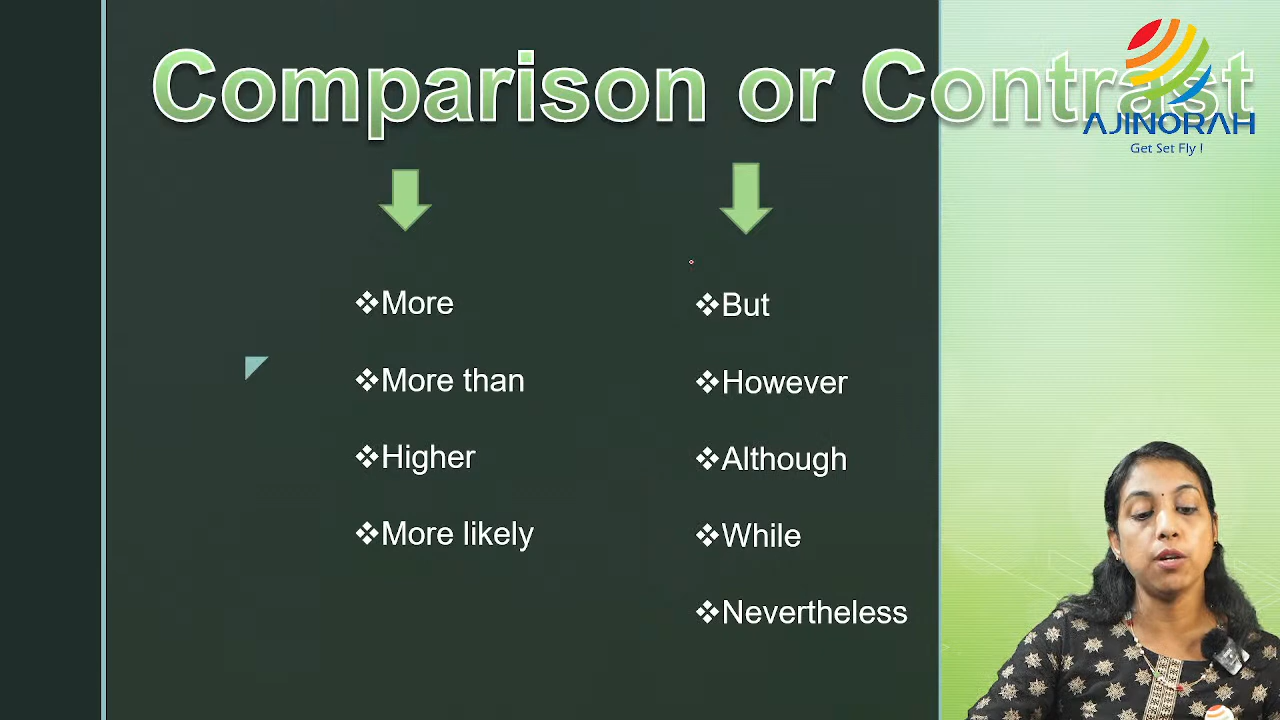 Comparison or Contrast
AJINORAH
Get Set Fly !
More
More than
Higher
More likely
But
However
Although
While
Nevertheless